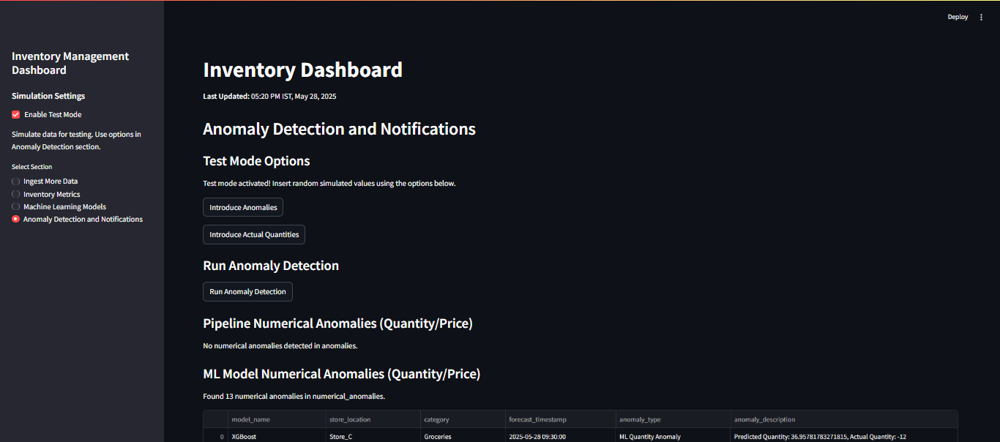 Deploy
Inventory Management
Dashboard
Simulation Settings
Enable Test Mode
Simulate data for testing. Use options in
Anomaly Detection section.
Select Section
Ingest More Data
Inventory Metrics
Machine Learning Models
Anomaly Detection and Notifications
Inventory Dashboard
Last Updated: 05:20 PM IST, May 28, 2025
Anomaly Detection and Notifications
Test Mode Options
Test mode activated! Insert random simulated values using the options below.
Introduce Anomalies
Introduce Actual Quantities
Run Anomaly Detection
Run Anomaly Detection
Pipeline Numerical Anomalies (Quantity/Price)
No numerical anomalies detected in anomalies.
ML Model Numerical Anomalies (Quantity/Price)
Found 13 numerical anomalies in numerical_anomalies.
model_name store_location category forecast_timestamp anomaly_type anomaly_description
0 XGBoost Store_C Groceries 2025-05-28 09:30:00 ML Quantity Anomaly Predicted Quantity: 36.95781783271815, Actual Quantity: -12